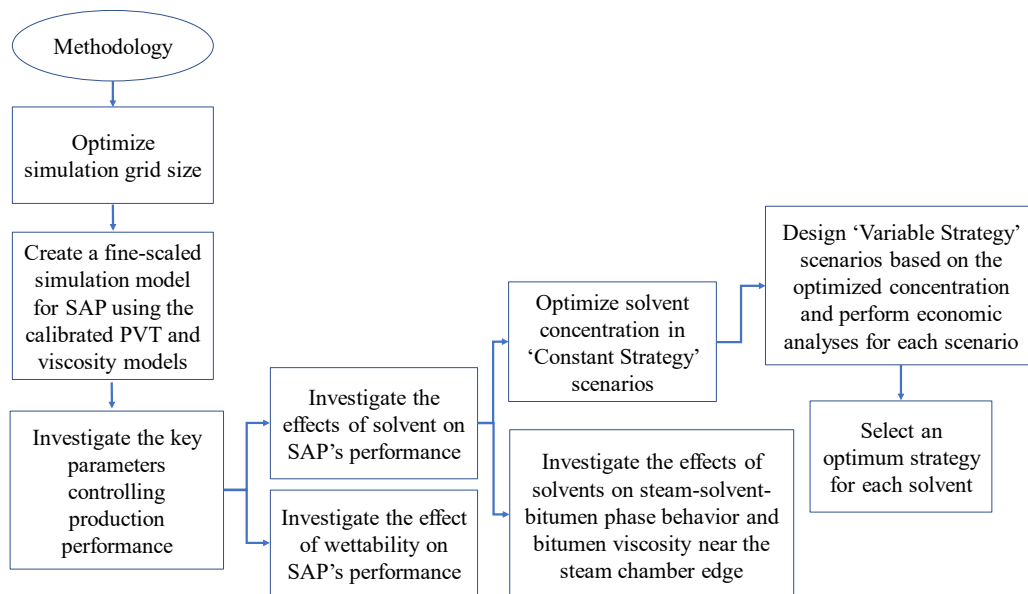 Methodology
Optimize
simulation grid size
Create a fine-scaled
simulation model
for SAP using the
calibrated PVT and
viscosity models
Investigate the key
parameters
controlling
production
performance
Investigate the
effects of solvent on
SAP’s performance
Investigate the effect
of wettability on
SAP’s performance
Optimize solvent
concentration in
‘Constant Strategy’
scenarios
Investigate the effects of
solvents on steam-solvent-
bitumen phase behavior and
bitumen viscosity near the
steam chamber edge
Design ‘Variable Strategy’
scenarios based on the
optimized concentration
and perform economic
analyses for each scenario
Select an
optimum strategy
for each solvent